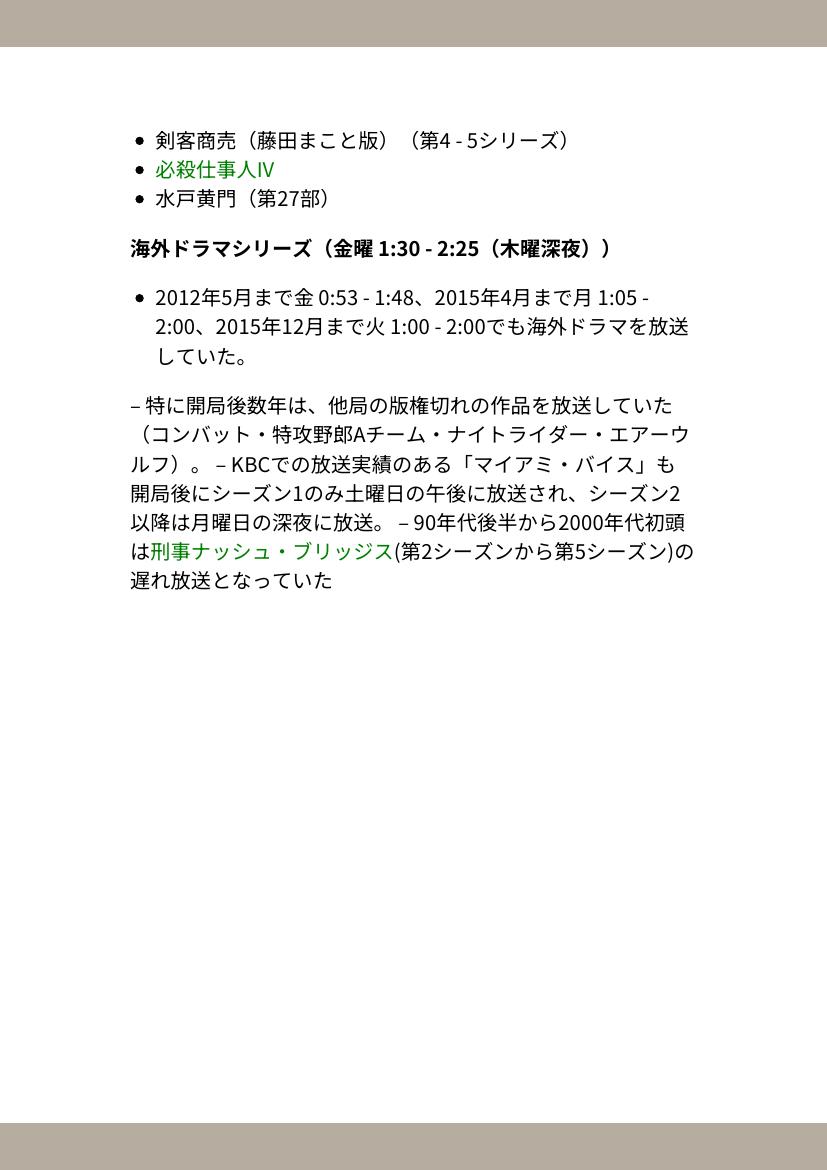 • 剣客商売（藤田まこと版）（第4 - 5シリーズ）
• 必殺仕事人IV
• 水戸黄門（第27部）
海外ドラマシリーズ（金曜 1:30 - 2:25（木曜深夜））
• 2012年5月まで金 0:53 - 1:48、2015年4月まで月 1:05 -
2:00、2015年12月まで火 1:00 - 2:00でも海外ドラマを放送
していた。
– 特に開局後数年は、他局の版権切れの作品を放送していた
（コンバット・特攻野郎Aチーム・ナイトライダー・エアーウ
ルフ）。 – KBCでの放送実績のある「マイアミ・バイス」も
開局後にシーズン1のみ土曜日の午後に放送され、シーズン2
以降は月曜日の深夜に放送。 – 90年代後半から2000年代初頭
は刑事ナッシュ・ブリッジス(第2シーズンから第5シーズン)の
遅れ放送となっていた